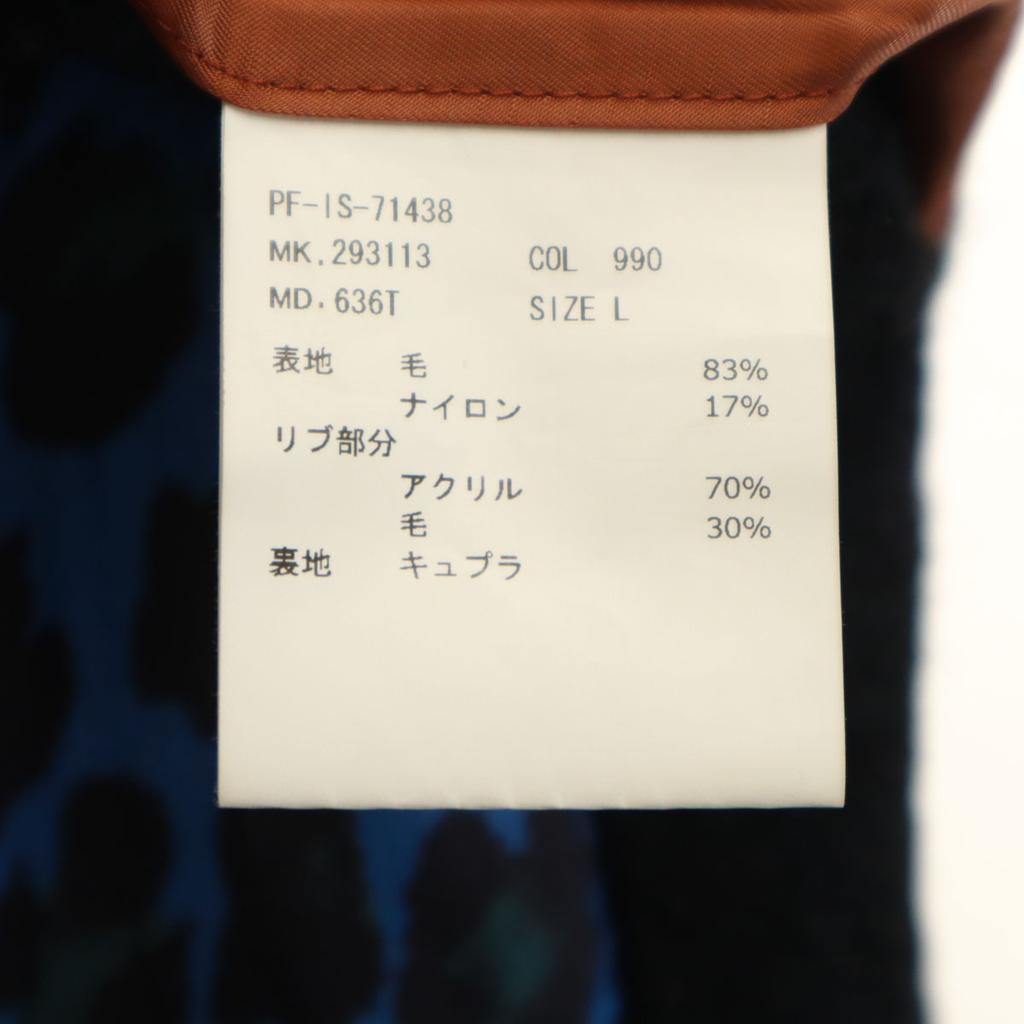 PF-IS-71438
MK.293113 COL 990
MD.636T SIZE L
表地 毛 83%
ナイロン 17%
リブ部分
アクリル 70%
毛 30%
裏地 キュプラ